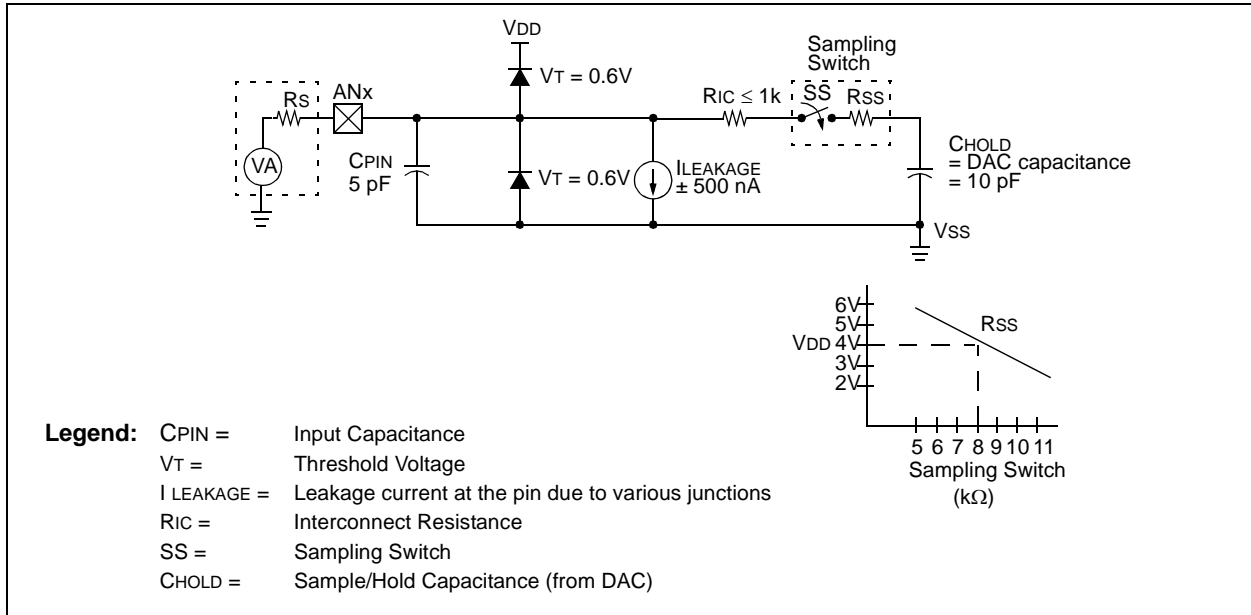 VDD
Sampling
Switch
VT = 0.6V
RS
ANx
RIC ≤ 1k
SS
RSS
VA
CPIN
5 pF
VT = 0.6V
ILEAKAGE
± 500 nA
CHOLD
= DAC capacitance
= 10 pF
VSS
6V
5V
VDD 4V
3V
2V
RSS
5 6 7 8 9 10 11
Sampling Switch
(kΩ)
Legend: CPIN = Input Capacitance
VT = Threshold Voltage
I LEAKAGE = Leakage current at the pin due to various junctions
RIC = Interconnect Resistance
SS = Sampling Switch
CHOLD = Sample/Hold Capacitance (from DAC)